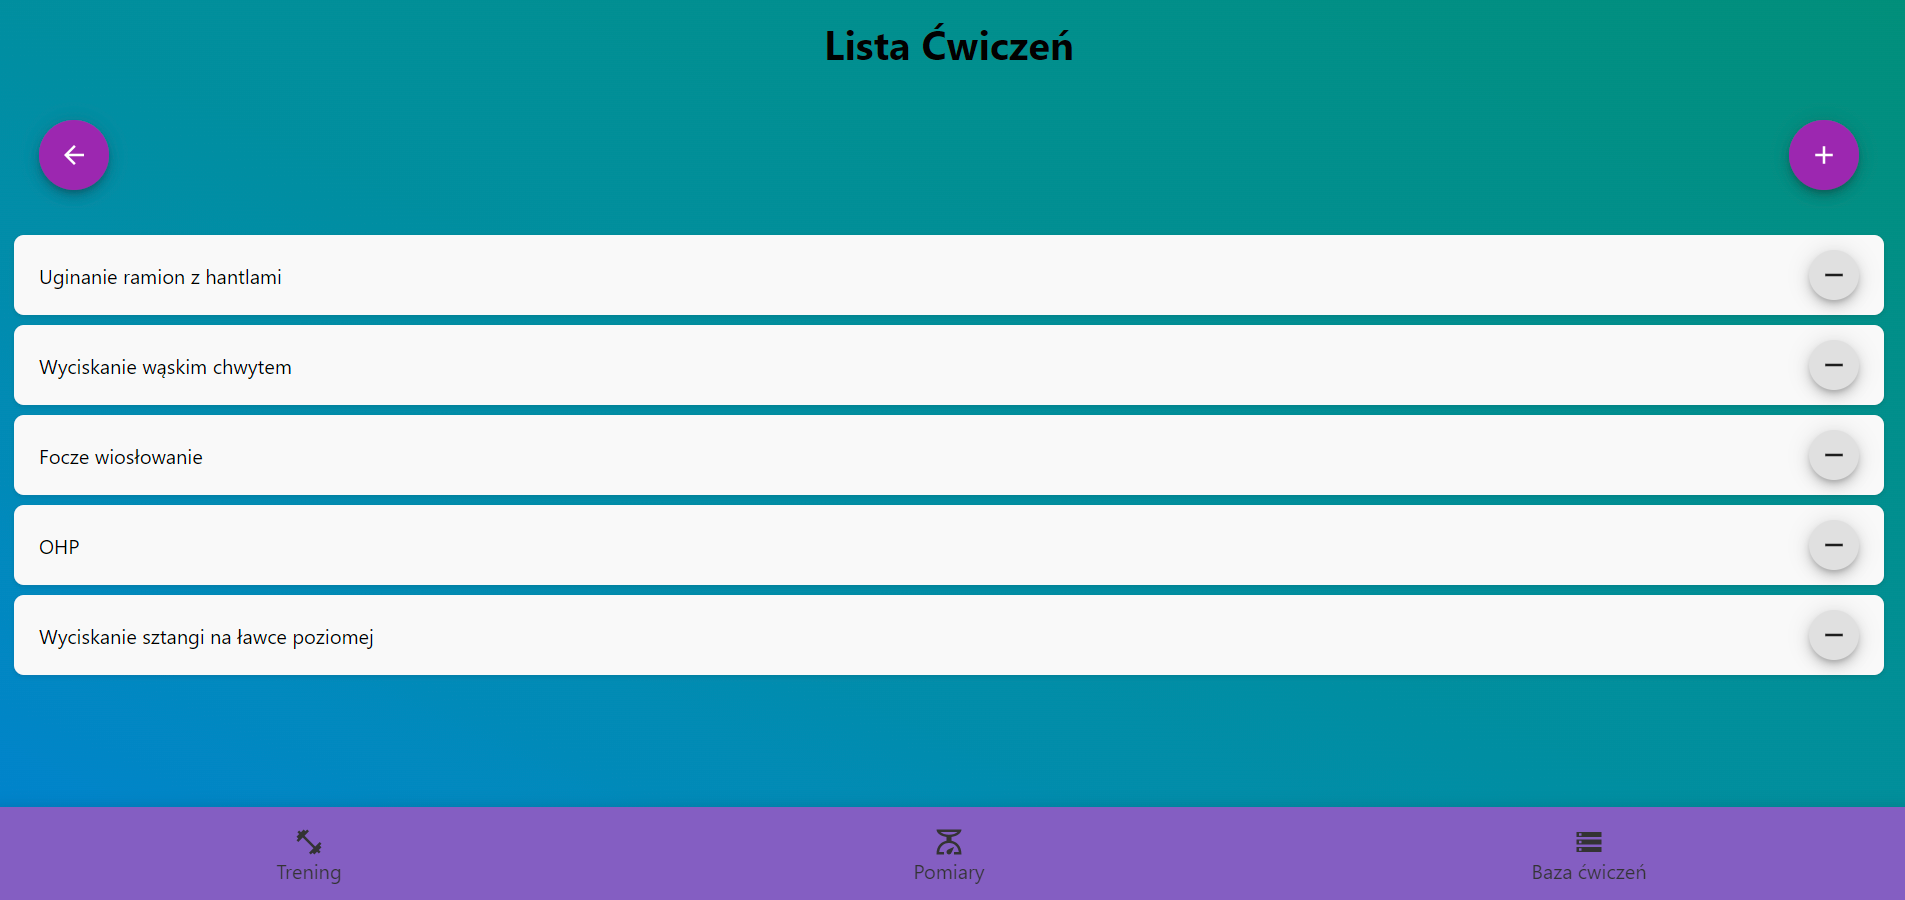 Lista Ćwiczeń
Uginanie ramion z hantlami
Wyciskanie wąskim chwytem
Focze wiosłowanie
OHP
Wyciskanie sztangi na ławce poziomej
Trening
Pomiary
Baza ćwiczeń